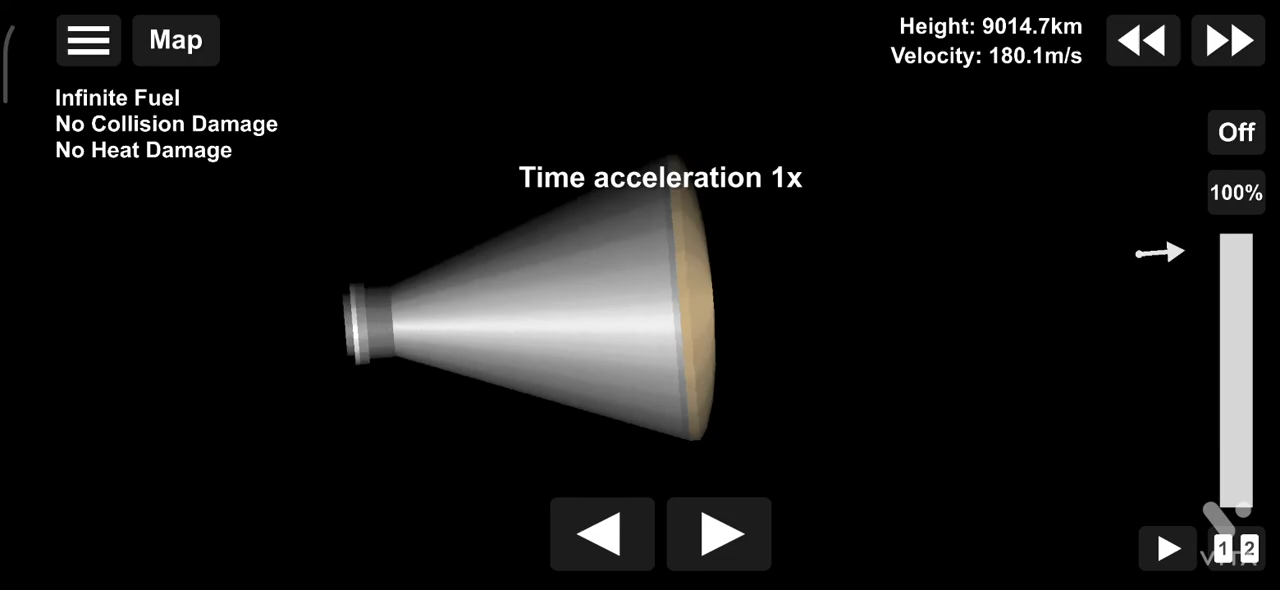 Map
Height: 9014.7km
Velocity: 180.1m/s
Infinite Fuel
No Collision Damage
No Heat Damage
Off
Time acceleration 1x
100%
1 2
VITA